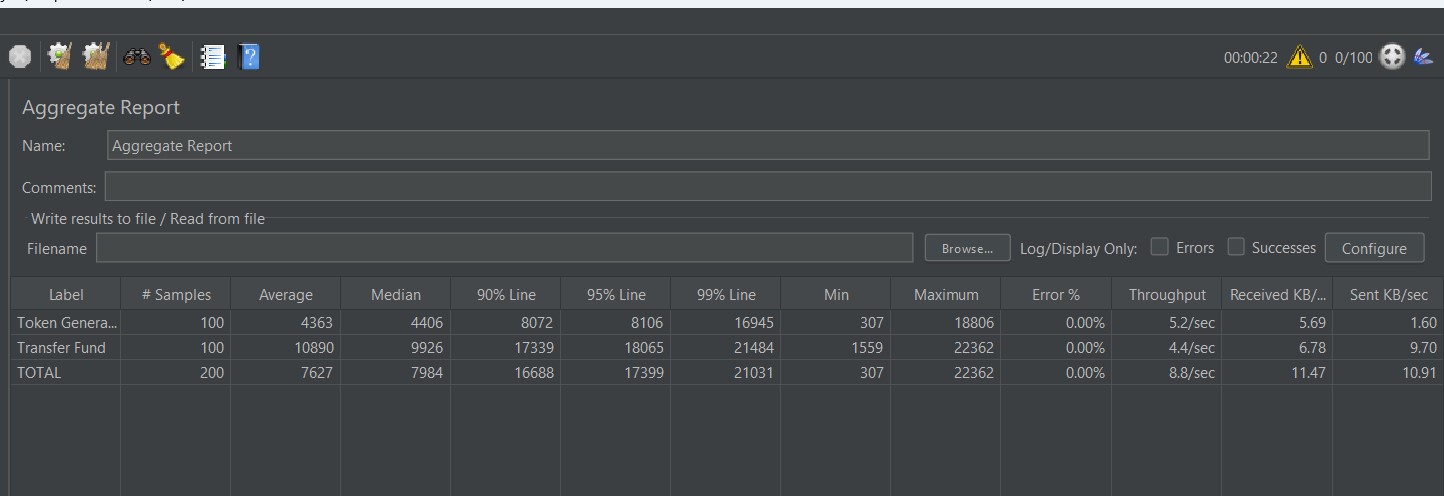 00:00:22 0 0/100
Aggregate Report
Name: Aggregate Report
Comments:
Write results to file / Read from file
Filename Browse... Log/Display Only: Errors Successes Configure
Label # Samples Average Median 90% Line 95% Line 99% Line Min Maximum Error % Throughput Received KB/... Sent KB/sec
Token Genera... 100 4363 4406 8072 8106 16945 307 18806 0.00% 5.2/sec 5.69 1.60
Transfer Fund 100 10890 9926 17339 18065 21484 1559 22362 0.00% 4.4/sec 6.78 9.70
TOTAL 200 7627 7984 16688 17399 21031 307 22362 0.00% 8.8/sec 11.47 10.91